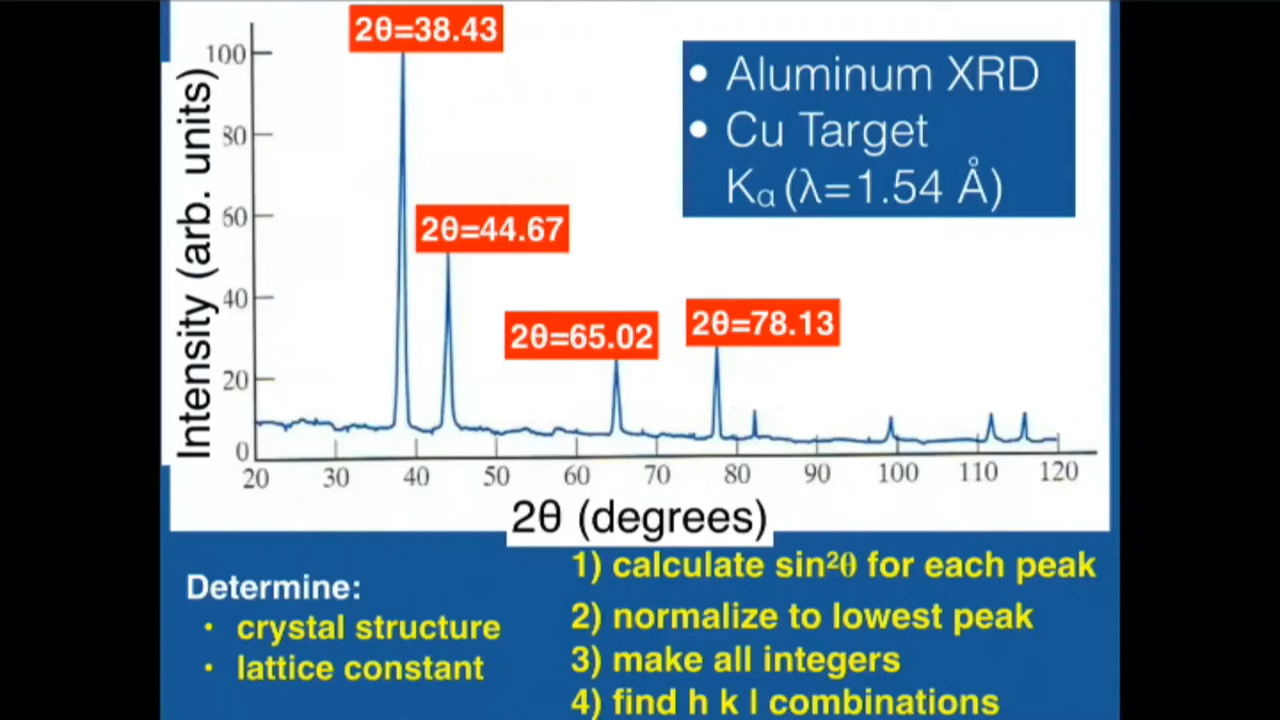 2θ=38.43
100
80
60
40
20
0
Intensity (arb. units)
2θ=44.67
2θ=65.02
2θ=78.13
• Aluminum XRD
• Cu Target
Kα (λ=1.54 Å)
20 30 40 50 60 70 80 90 100 110 120
2θ (degrees)
Determine:
• crystal structure
• lattice constant
1) calculate sin²θ for each peak
2) normalize to lowest peak
3) make all integers
4) find h k l combinations